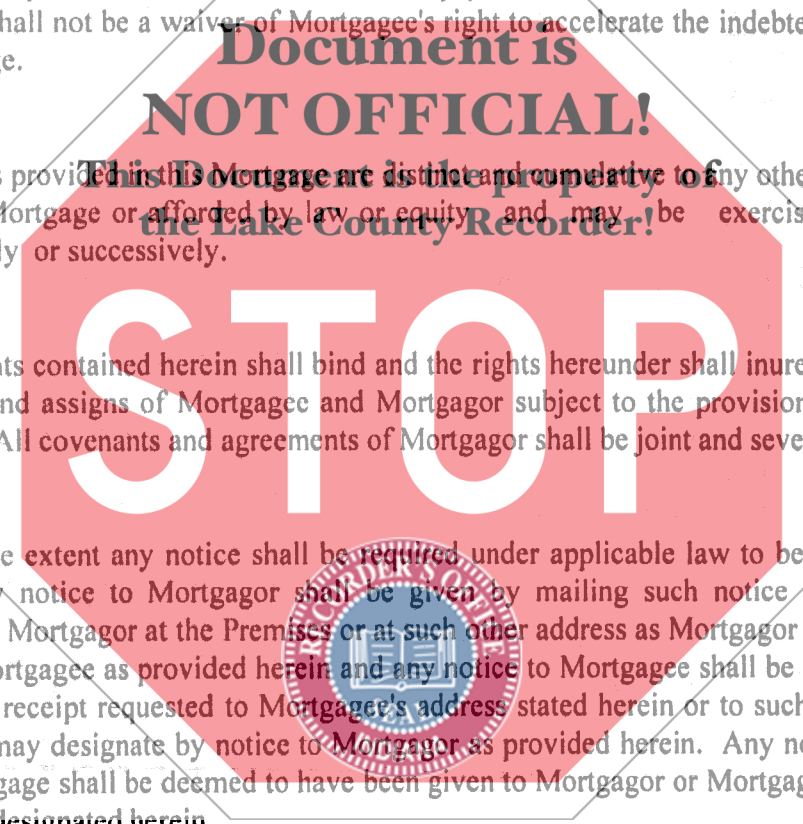 hall not be a waiver of Mortgagee's right to accelerate the indebte
ge.
Document is
NOT OFFICIAL!
This Document is the property of
the Lake County Recorder!
s provided in this Mortgage are distinct and cumulative to any othe
Mortgage or afforded by law or equity and may be exercis
ly or successively.
STOP
nts contained herein shall bind and the rights hereunder shall inure
nd assigns of Mortgagee and Mortgagor subject to the provision
All covenants and agreements of Mortgagor shall be joint and seve
e extent any notice shall be required under applicable law to be
y notice to Mortgagor shall be given by mailing such notice
Mortgagor at the Premises or at such other address as Mortgagor
ortgagee as provided herein and any notice to Mortgagee shall be
receipt requested to Mortgagee's address stated herein or to such
may designate by notice to Mortgagor as provided herein. Any no
gage shall be deemed to have been given to Mortgagor or Mortgag
designated herein
RECORDER'S OFFICE